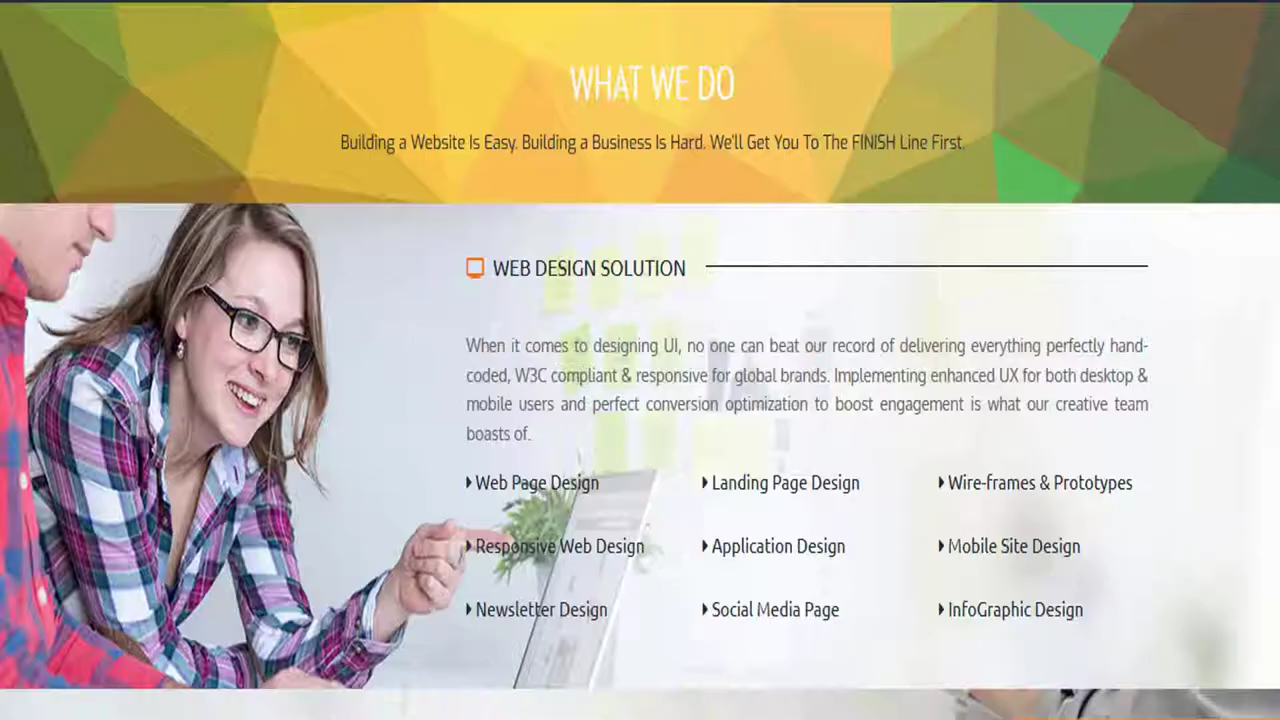 WHAT WE DO
Building a Website Is Easy. Building a Business Is Hard. We'll Get You To The FINISH Line First.
WEB DESIGN SOLUTION
When it comes to designing UI, no one can beat our record of delivering everything perfectly hand-
coded, W3C compliant & responsive for global brands. Implementing enhanced UX for both desktop &
mobile users and perfect conversion optimization to boost engagement is what our creative team
boasts of.
Web Page Design Landing Page Design Wire-frames & Prototypes
Responsive Web Design Application Design Mobile Site Design
Newsletter Design Social Media Page InfoGraphic Design